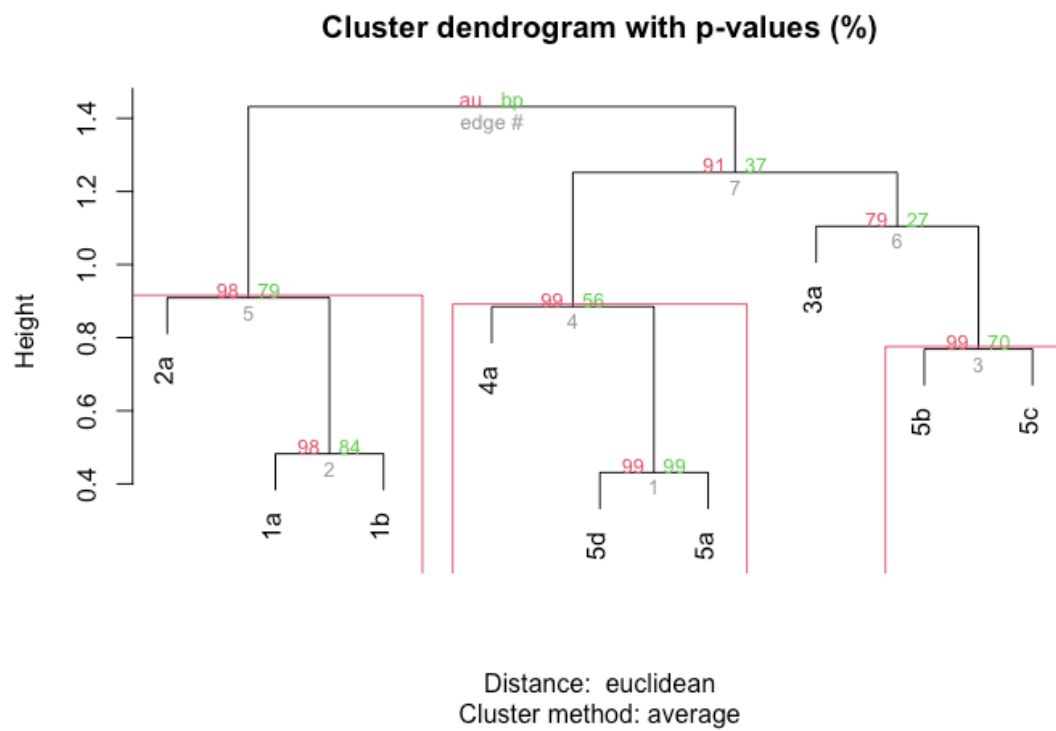 Cluster dendrogram with p-values (%)
au bp
edge #
91 37
7
79 27
6
98 79
5
99 56
4
99 70
3
98 84
2
99 99
1
2a
1a
1b
4a
5d
5a
3a
5b
5c
Height
1.4
1.2
1.0
0.8
0.6
0.4
Distance: euclidean
Cluster method: average